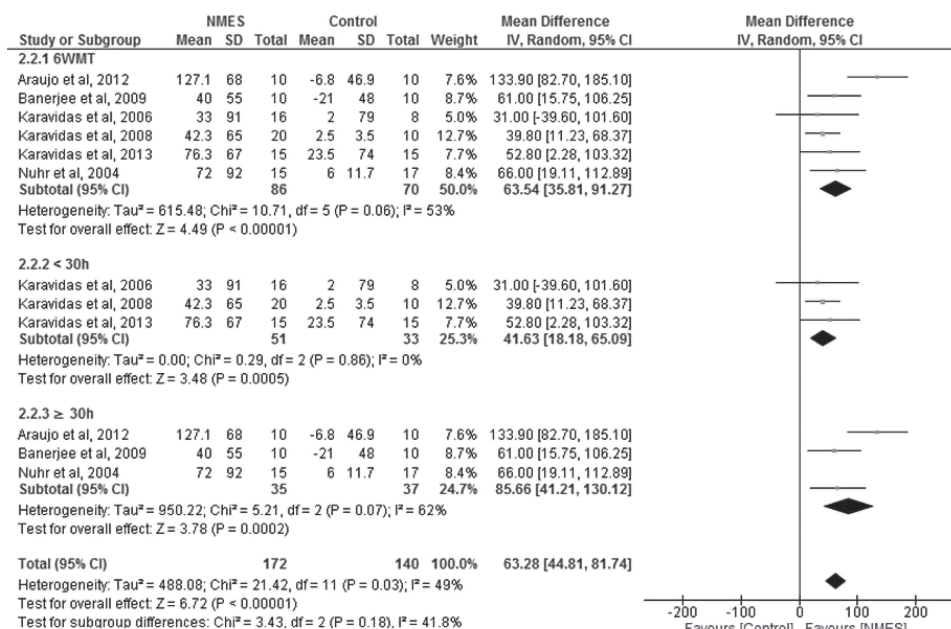 NMES Control Mean Difference Mean Difference
Study or Subgroup Mean SD Total Mean SD Total Weight IV, Random, 95% CI IV, Random, 95% CI
2.2.1 6WMT
Araujo et al, 2012 127.1 68 10 -6.8 46.9 10 7.6% 133.90 [82.70, 185.10]
Banerjee et al, 2009 40 55 10 -21 48 10 8.7% 61.00 [15.75, 106.25]
Karavidas et al, 2006 33 91 16 2 79 8 5.0% 31.00 [-39.60, 101.60]
Karavidas et al, 2008 42.3 65 20 2.5 3.5 10 12.7% 39.80 [11.23, 68.37]
Karavidas et al, 2013 76.3 67 15 23.5 74 15 7.7% 52.80 [2.28, 103.32]
Nuhr et al, 2004 72 92 15 6 11.7 17 8.4% 66.00 [19.11, 112.89]
Subtotal (95% CI) 86 70 50.0% 63.54 [35.81, 91.27]
Heterogeneity: Tau² = 615.48; Chi² = 10.71, df = 5 (P = 0.06); I² = 53%
Test for overall effect: Z = 4.49 (P < 0.00001)
2.2.2 < 30h
Karavidas et al, 2006 33 91 16 2 79 8 5.0% 31.00 [-39.60, 101.60]
Karavidas et al, 2008 42.3 65 20 2.5 3.5 10 12.7% 39.80 [11.23, 68.37]
Karavidas et al, 2013 76.3 67 15 23.5 74 15 7.7% 52.80 [2.28, 103.32]
Subtotal (95% CI) 51 33 25.3% 41.63 [18.18, 65.09]
Heterogeneity: Tau² = 0.00; Chi² = 0.29, df = 2 (P = 0.86); I² = 0%
Test for overall effect: Z = 3.48 (P = 0.0005)
2.2.3 ≥ 30h
Araujo et al, 2012 127.1 68 10 -6.8 46.9 10 7.6% 133.90 [82.70, 185.10]
Banerjee et al, 2009 40 55 10 -21 48 10 8.7% 61.00 [15.75, 106.25]
Nuhr et al, 2004 72 92 15 6 11.7 17 8.4% 66.00 [19.11, 112.89]
Subtotal (95% CI) 35 37 24.7% 85.66 [41.21, 130.12]
Heterogeneity: Tau² = 950.22; Chi² = 5.21, df = 2 (P = 0.07); I² = 62%
Test for overall effect: Z = 3.78 (P = 0.0002)
Total (95% CI) 172 140 100.0% 63.28 [44.81, 81.74]
Heterogeneity: Tau² = 488.08; Chi² = 21.42, df = 11 (P = 0.03); I² = 49%
Test for overall effect: Z = 6.72 (P < 0.00001)
Test for subgroup differences: Chi² = 3.43, df = 2 (P = 0.18), I² = 41.8%
-200 -100 0 100 200
Favours [Control] Favours [NMES]